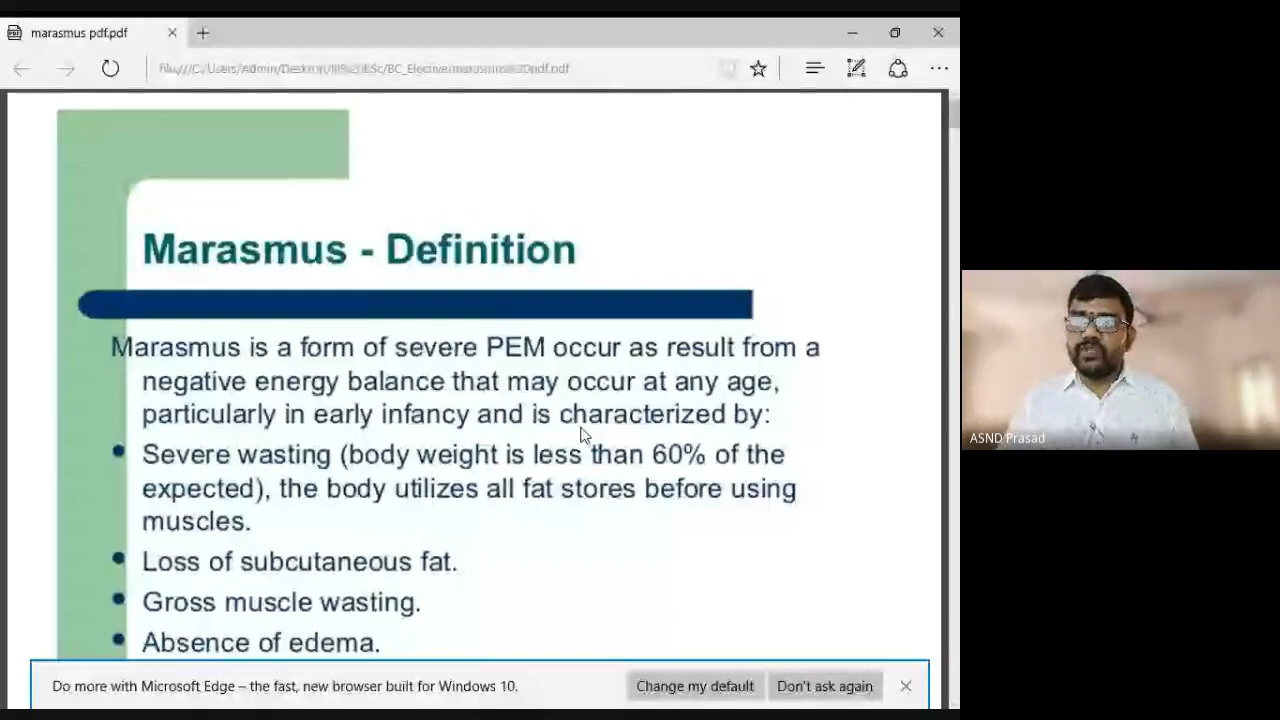 marasmus pdf.pdf
Marasmus - Definition
Marasmus is a form of severe PEM occur as result from a
negative energy balance that may occur at any age,
particularly in early infancy and is characterized by:
Severe wasting (body weight is less than 60% of the
expected), the body utilizes all fat stores before using
muscles.
Loss of subcutaneous fat.
Gross muscle wasting.
Absence of edema.
Do more with Microsoft Edge – the fast, new browser built for Windows 10.
Change my default
Don't ask again
ASND Prasad